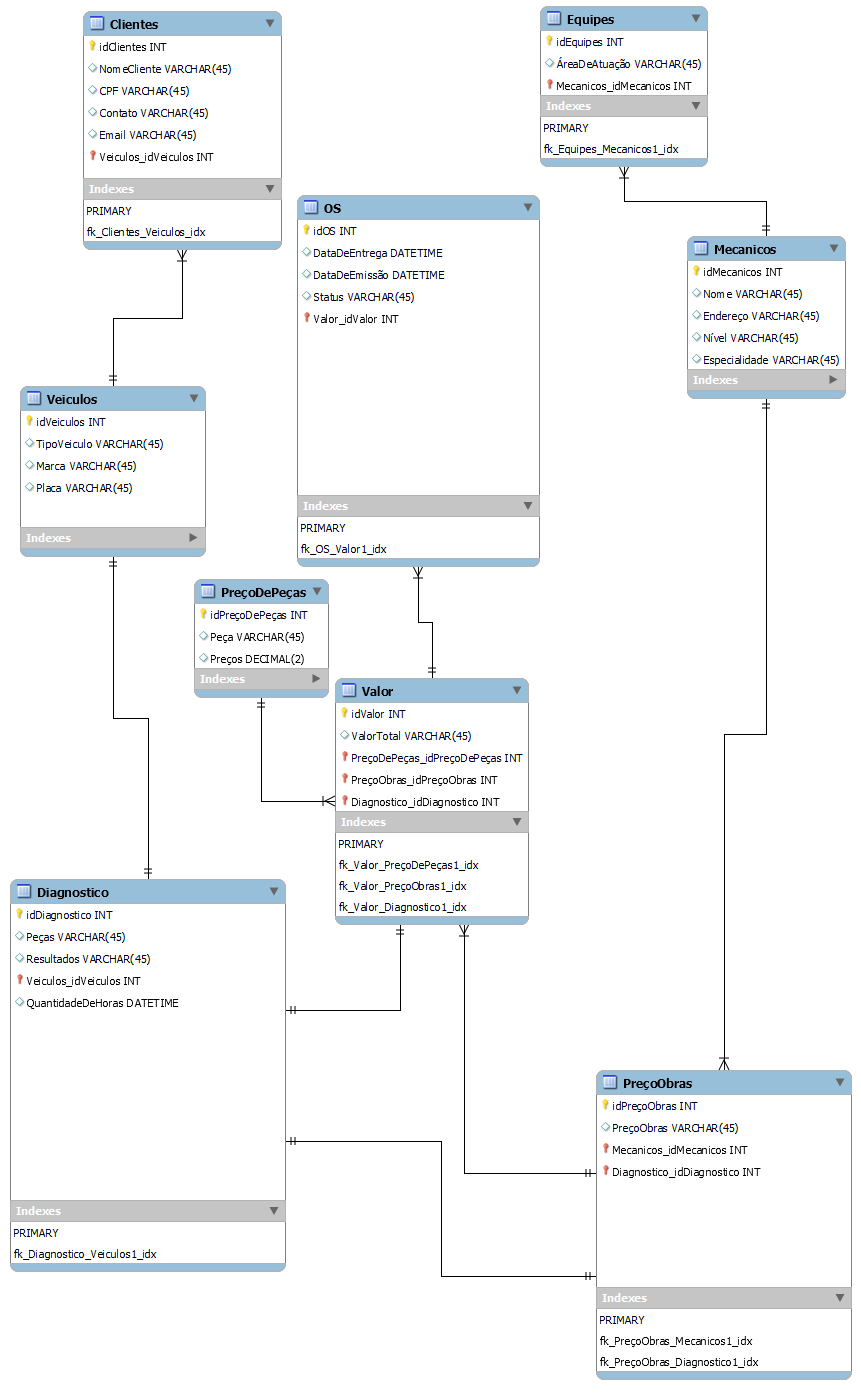 Clientes
idClientes INT
NomeCliente VARCHAR(45)
CPF VARCHAR(45)
Contato VARCHAR(45)
Email VARCHAR(45)
Veiculos_idVeiculos INT
Indexes
PRIMARY
fk_Clientes_Veiculos_idx
Equipes
idEquipes INT
ÁreaDeAtuação VARCHAR(45)
Mecanicos_idMecanicos INT
Indexes
PRIMARY
fk_Equipes_Mecanicos1_idx
OS
idOS INT
DataDeEntrega DATETIME
DataDeEmissão DATETIME
Status VARCHAR(45)
Valor_idValor INT
Indexes
PRIMARY
fk_OS_Valor1_idx
Mecanicos
idMecanicos INT
Nome VARCHAR(45)
Endereço VARCHAR(45)
Nível VARCHAR(45)
Especialidade VARCHAR(45)
Indexes
Veiculos
idVeiculos INT
TipoVeiculo VARCHAR(45)
Marca VARCHAR(45)
Placa VARCHAR(45)
Indexes
PreçoDePeças
idPreçoDePeças INT
Peça VARCHAR(45)
Preços DECIMAL(2)
Indexes
Valor
idValor INT
ValorTotal VARCHAR(45)
PreçoDePeças_idPreçoDePeças INT
PreçoObras_idPreçoObras INT
Diagnostico_idDiagnostico INT
Indexes
PRIMARY
fk_Valor_PreçoDePeças1_idx
fk_Valor_PreçoObras1_idx
fk_Valor_Diagnostico1_idx
Diagnostico
idDiagnostico INT
Peças VARCHAR(45)
Resultados VARCHAR(45)
Veiculos_idVeiculos INT
QuantidadeDeHoras DATETIME
Indexes
PRIMARY
fk_Diagnostico_Veiculos1_idx
PreçoObras
idPreçoObras INT
PreçoObras VARCHAR(45)
Mecanicos_idMecanicos INT
Diagnostico_idDiagnostico INT
Indexes
PRIMARY
fk_PreçoObras_Mecanicos1_idx
fk_PreçoObras_Diagnostico1_idx